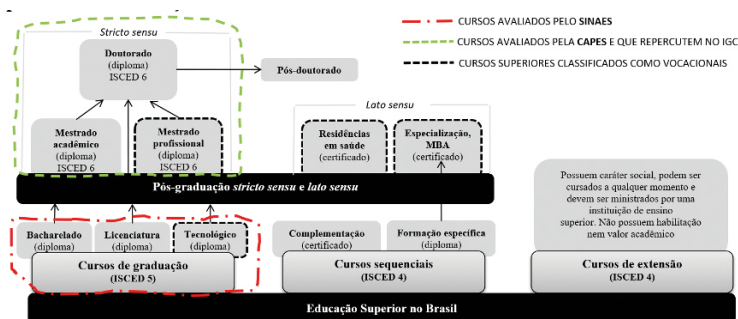 CURSOS AVALIADOS PELO SINAES
CURSOS AVALIADOS PELA CAPES E QUE REPERCUTEM NO IGC
CURSOS SUPERIORES CLASSIFICADOS COMO VOCACIONAIS
Stricto sensu
Doutorado
(diploma)
ISCED 6
Pós-doutorado
Lato sensu
Mestrado
acadêmico
(diploma)
ISCED 6
Mestrado
profissional
(diploma)
ISCED 6
Residências
em saúde
(certificado)
Especialização,
MBA
(certificado)
Pós-graduação stricto sensu e lato sensu
Possuem caráter social, podem ser
cursados a qualquer momento e
devem ser ministrados por uma
instituição de ensino
superior. Não possuem habilitação
nem valor acadêmico
Bacharelado
(diploma)
Licenciatura
(diploma)
Tecnológico
(diploma)
Complementação
(certificado)
Formação específica
(diploma)
Cursos de graduação
(ISCED 5)
Cursos sequenciais
(ISCED 4)
Cursos de extensão
(ISCED 4)
Educação Superior no Brasil